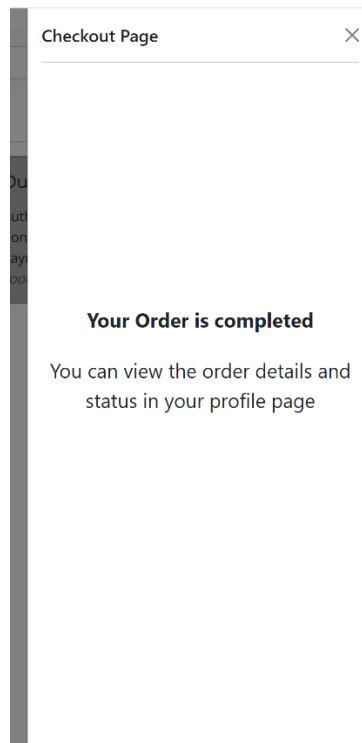 Checkout Page
Your Order is completed
You can view the order details and
status in your profile page